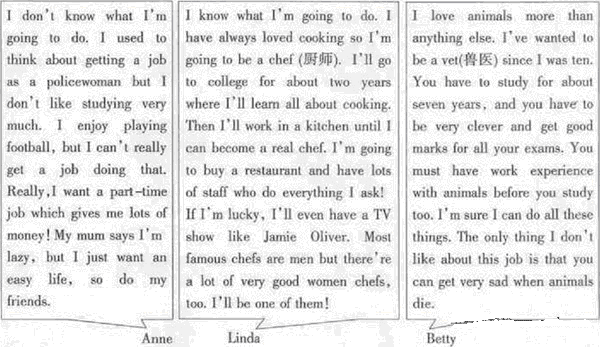 I don't know what I'm
going to do. I used to
think about getting a job
as a policewoman but I
don't like studying very
much. I enjoy playing
football, but I can't really
get a job doing that.
Really,I want a part-time
job which gives me lots of
money! My mum says I'm
lazy, but I just want an
easy life, so do my
friends.
Anne
I know what I'm going to do. I
have always loved cooking so I'm
going to be a chef (厨师). I'll go
to college for about two years
where I'll learn all about cooking.
Then I'll work in a kitchen until I
can become a real chef. I'm going
to buy a restaurant and have lots
of staff who do everything I ask!
If I'm lucky, I'll even have a TV
show like Jamie Oliver. Most
famous chefs are men but there're
a lot of very good women chefs,
too. I'll be one of them!
Linda
I love animals more than
anything else. I've wanted to
be a vet(兽医) since I was ten.
You have to study for about
seven years, and you have to
be very clever and get good
marks for all your exams. You
must have work experience
with animals before you study
too. I'm sure I can do all these
things. The only thing I don't
like about this job is that you
can get very sad when animals
die.
Betty